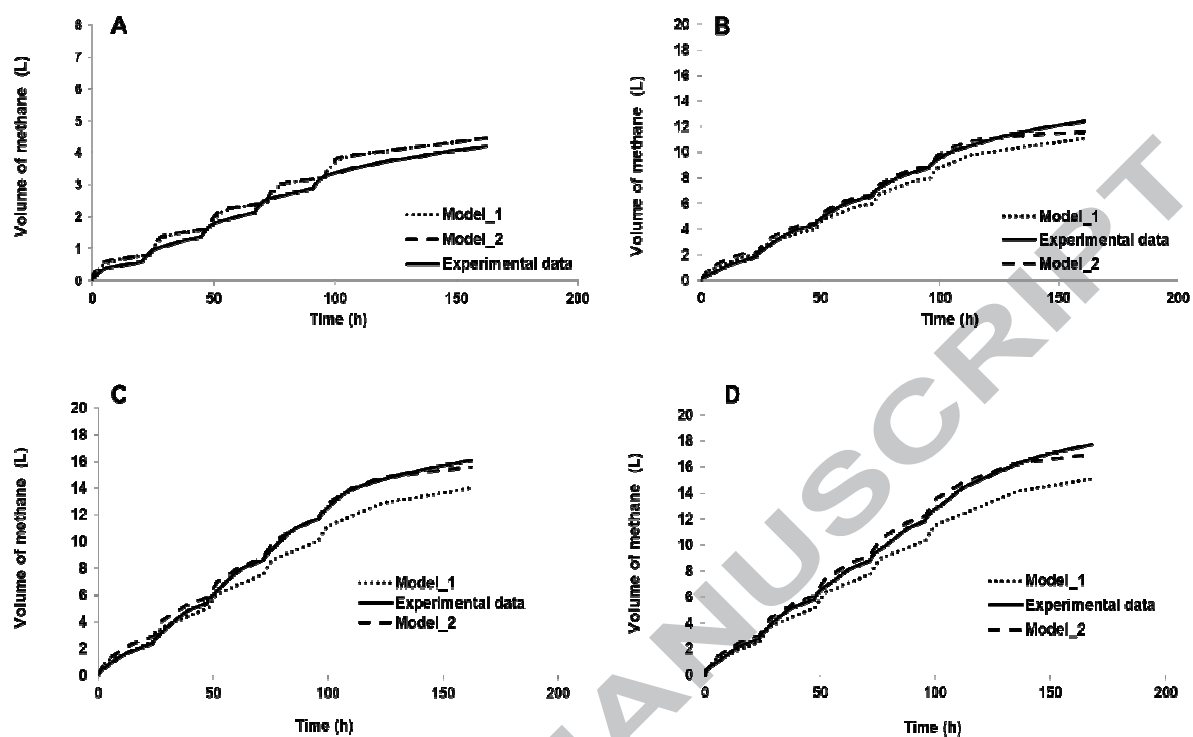 A
Volume of methane (L)
8
7
6
5
4
3
2
1
0
0 50 100 150 200
Time (h)
Model_1
Model_2
Experimental data
B
Volume of methane (L)
20
18
16
14
12
10
8
6
4
2
0
0 50 100 150 200
Time (h)
Model_1
Experimental data
Model_2
C
Volume of methane (L)
20
18
16
14
12
10
8
6
4
2
0
0 50 100 150 200
Time (h)
Model_1
Experimental data
Model_2
D
Volume of methane (L)
20
18
16
14
12
10
8
6
4
2
0
0 50 100 150 200
Time (h)
Model_1
Experimental data
Model_2
ANUSCRIPT